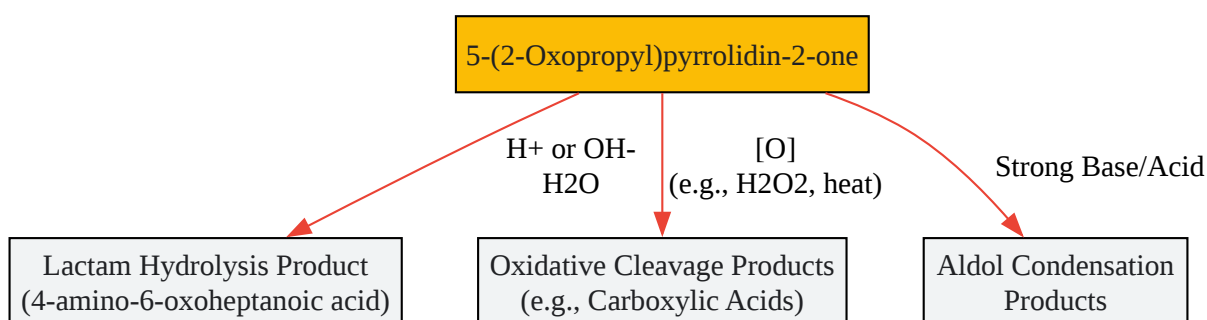 5-(2-Oxopropyl)pyrrolidin-2-one
H+ or OH-
H2O
[O]
(e.g., H2O2, heat)
Strong Base/Acid
Lactam Hydrolysis Product
(4-amino-6-oxoheptanoic acid)
Oxidative Cleavage Products
(e.g., Carboxylic Acids)
Aldol Condensation
Products